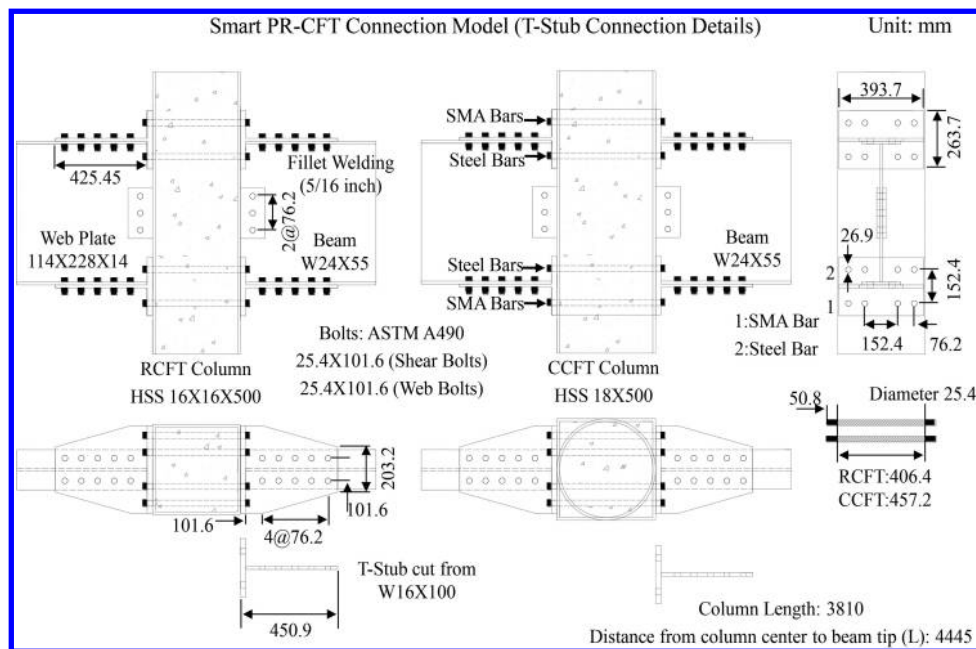 Smart PR-CFT Connection Model (T-Stub Connection Details)
Unit: mm
393.7
263.7
SMA Bars
Steel Bars
Fillet Welding
(5/16 inch)
425.45
2@76.2
Web Plate
114X228X14
Beam
W24X55
Beam
W24X55
Steel Bars
SMA Bars
26.9
2
152.4
1
1:SMA Bar
2:Steel Bar
152.4
76.2
Bolts: ASTM A490
25.4X101.6 (Shear Bolts)
25.4X101.6 (Web Bolts)
RCFT Column
HSS 16X16X500
CCFT Column
HSS 18X500
50.8
Diameter 25.4
RCFT:406.4
CCFT:457.2
203.2
101.6
101.6
4@76.2
T-Stub cut from
W16X100
450.9
Column Length: 3810
Distance from column center to beam tip (L): 4445